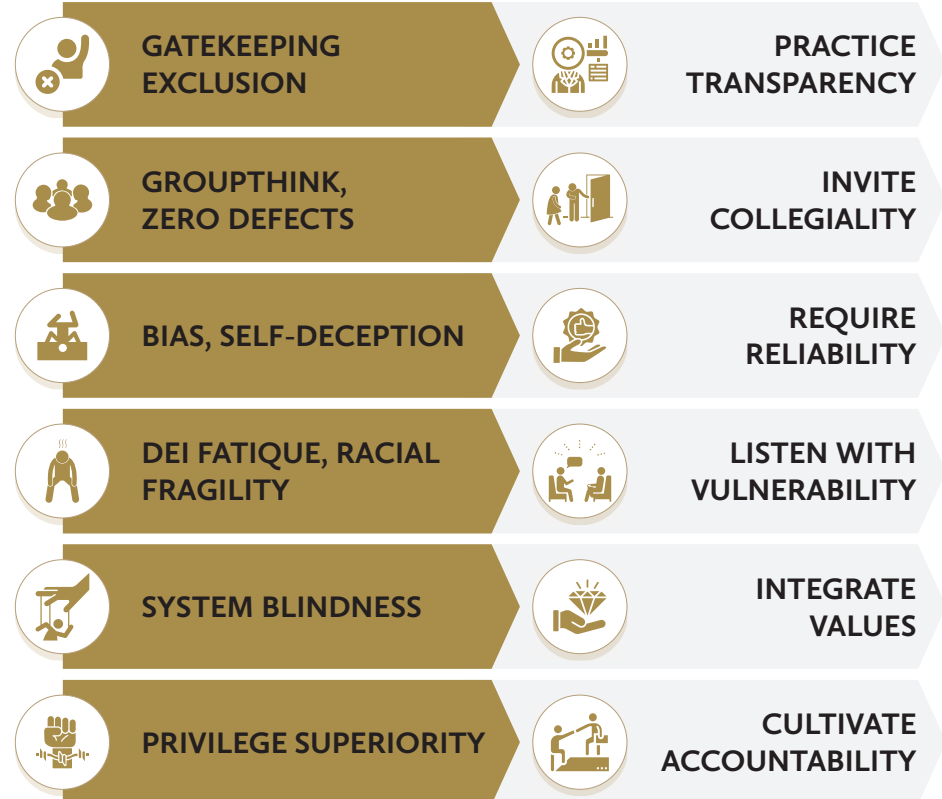 GATEKEEPING
EXCLUSION
PRACTICE
TRANSPARENCY
GROUPTHINK,
ZERO DEFECTS
INVITE
COLLEGIALITY
BIAS, SELF-DECEPTION
REQUIRE
RELIABILITY
DEI FATIQUE, RACIAL
FRAGILITY
LISTEN WITH
VULNERABILITY
SYSTEM BLINDNESS
INTEGRATE
VALUES
PRIVILEGE SUPERIORITY
CULTIVATE
ACCOUNTABILITY